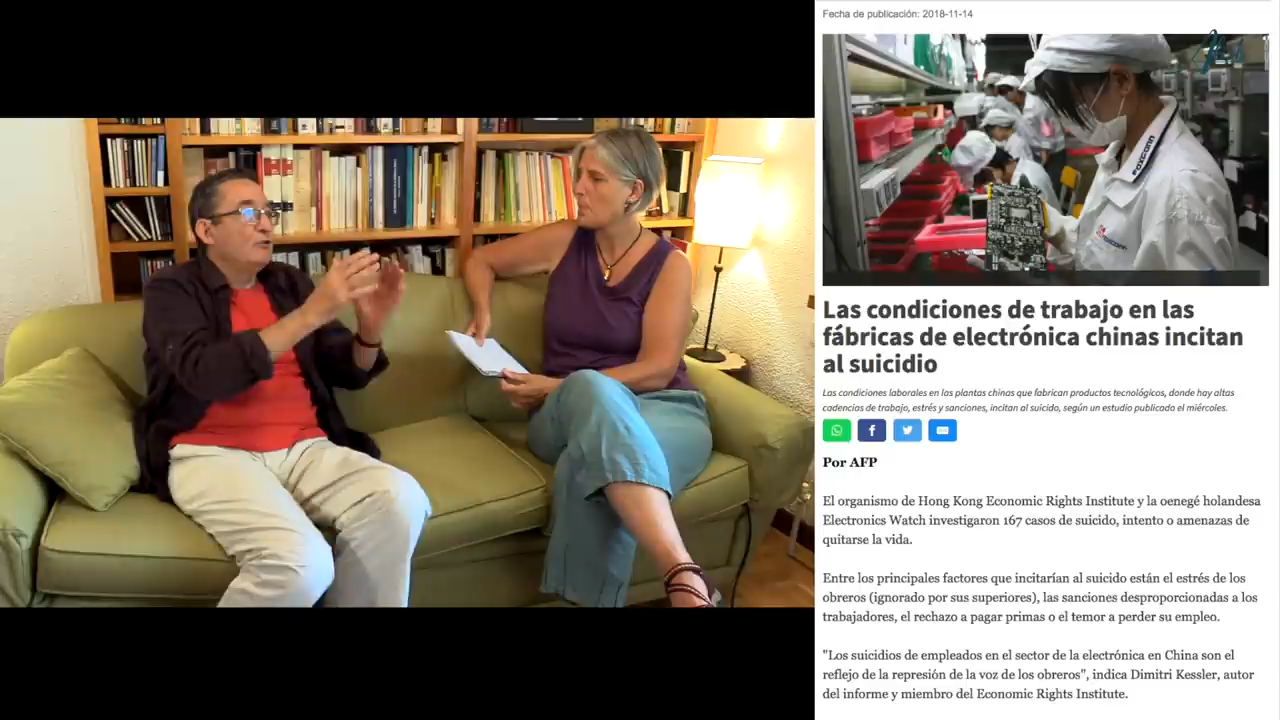 Fecha de publicación: 2018-11-14
FOXCONN
FOXCONN
Las condiciones de trabajo en las
fábricas de electrónica chinas incitan
al suicidio
Las condiciones laborales en las plantas chinas que fabrican productos tecnológicos, donde hay altas
cadencias de trabajo, estrés y sanciones, incitan al suicido, según un estudio publicado el miércoles.
Por AFP
El organismo de Hong Kong Economic Rights Institute y la oenegé holandesa
Electronics Watch investigaron 167 casos de suicido, intento o amenazas de
quitarse la vida.
Entre los principales factores que incitarían al suicido están el estrés de los
obreros (ignorado por sus superiores), las sanciones desproporcionadas a los
trabajadores, el rechazo a pagar primas o el temor a perder su empleo.
"Los suicidios de empleados en el sector de la electrónica en China son el
reflejo de la represión de la voz de los obreros", indica Dimitri Kessler, autor
del informe y miembro del Economic Rights Institute.